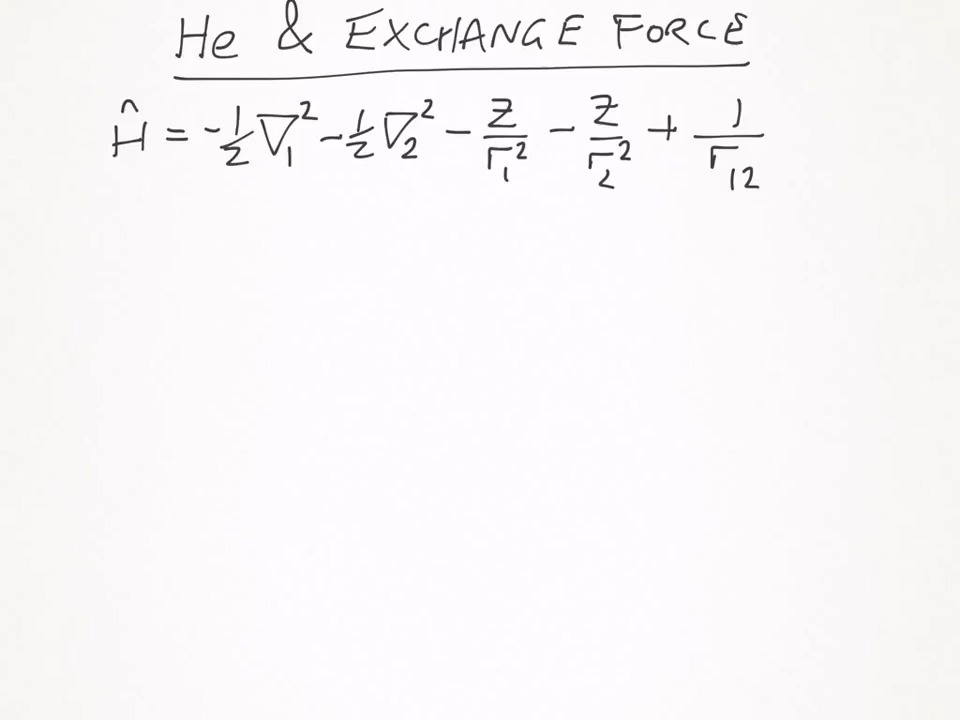 He & EXCHANGE FORCE
Ĥ = -½∇₁² - ½∇₂² - Z/r₁² - Z/r₂² + 1/r₁₂